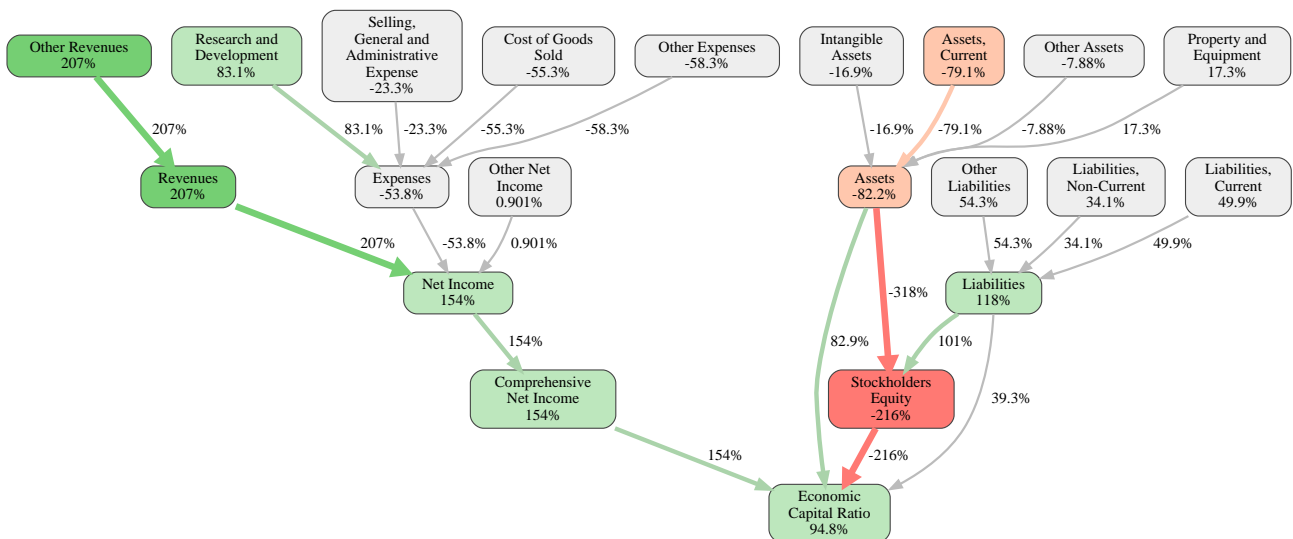 Other Revenues
207%
Research and
Development
83.1%
Selling,
General and
Administrative
Expense
-23.3%
Cost of Goods
Sold
-55.3%
Other Expenses
-58.3%
Intangible
Assets
-16.9%
Assets,
Current
-79.1%
Other Assets
-7.88%
Property and
Equipment
17.3%
207%
83.1%
-23.3%
-55.3%
-58.3%
-16.9%
-79.1%
-7.88%
17.3%
Revenues
207%
Expenses
-53.8%
Other Net
Income
0.901%
Assets
-82.2%
Other
Liabilities
54.3%
Liabilities,
Non-Current
34.1%
Liabilities,
Current
49.9%
207%
-53.8%
0.901%
54.3%
34.1%
49.9%
Net Income
154%
-318%
Liabilities
118%
154%
82.9%
101%
Comprehensive
Net Income
154%
Stockholders
Equity
-216%
39.3%
154%
-216%
Economic
Capital Ratio
94.8%